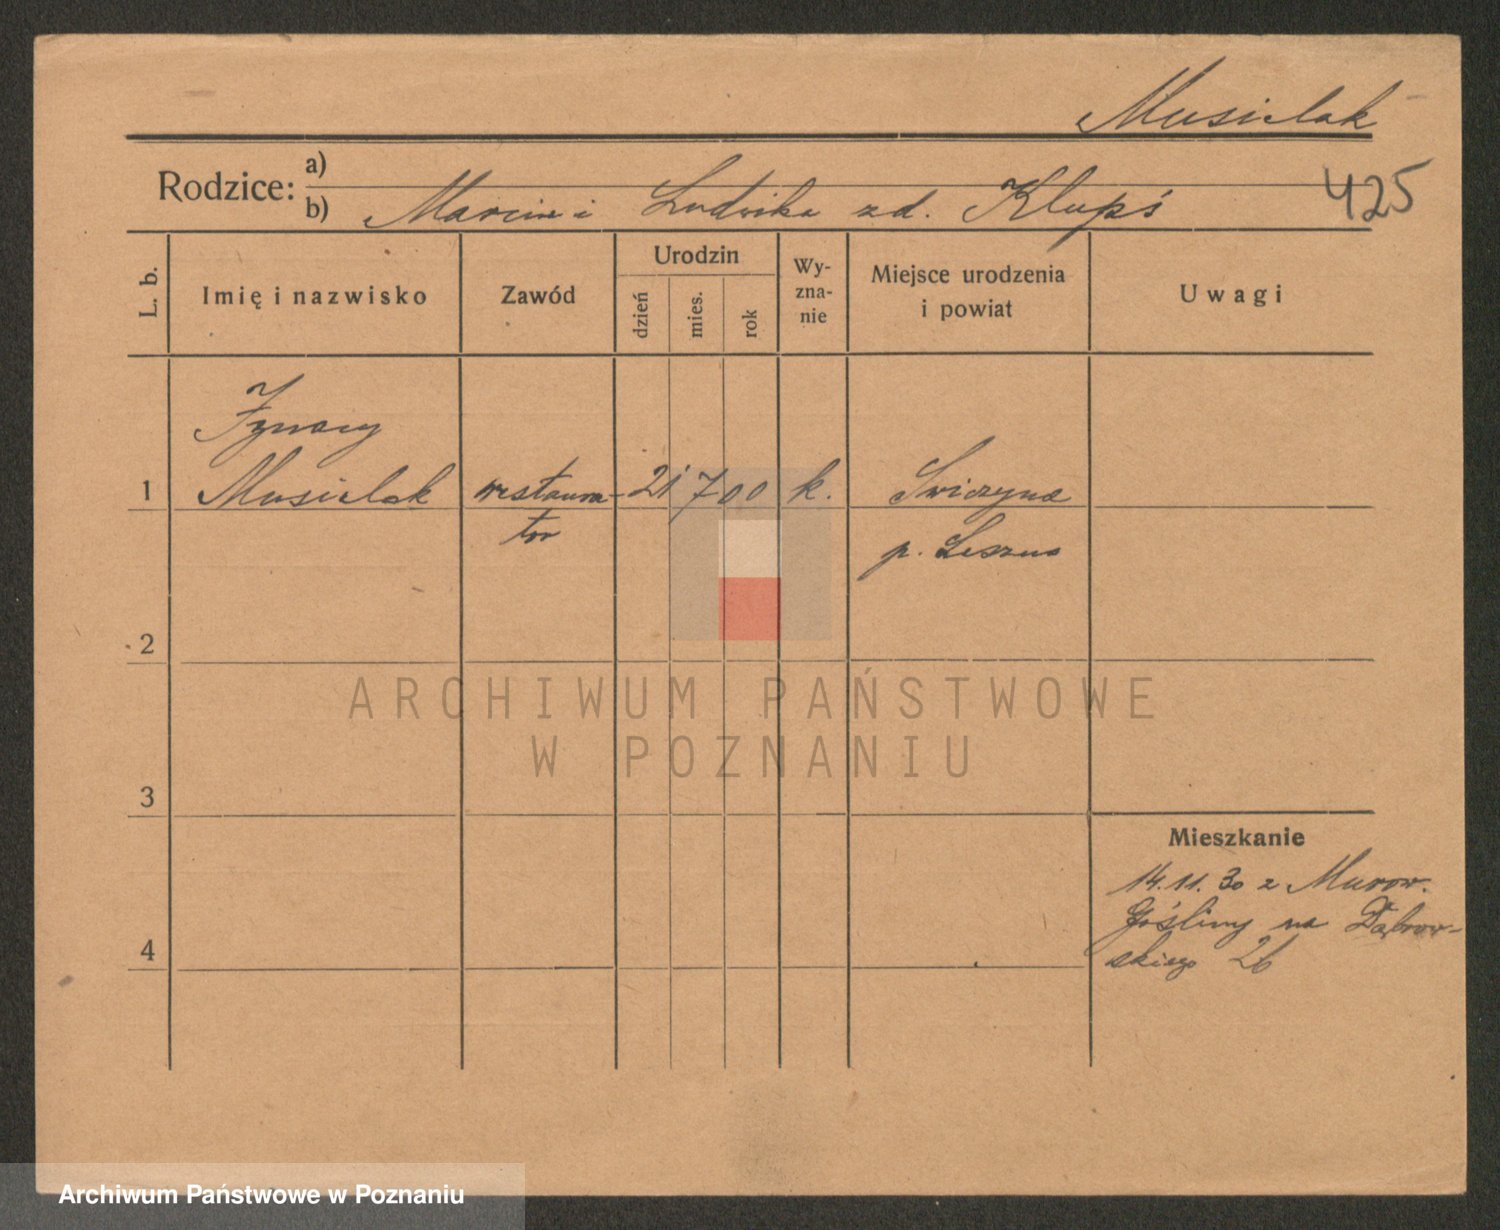 Musielak
Rodzice: a)
b) Marcin i Ludwika zd. Klupś
425
L. b.
Imię i nazwisko
Zawód
Urodzin
dzień
mies.
rok
Wy-
zna-
nie
Miejsce urodzenia
i powiat
Uwagi
Ignacy
1 Musielak restaura- 21 7 00 k. Swiczyna
tor p. Leszno
2
ARCHIWUM PAŃSTWOWE
W POZNANIU
3
Mieszkanie
14.11.30 z Murow.
Gośliny na Dąbrow-
4 skiego 26
Archiwum Państwowe w Poznaniu